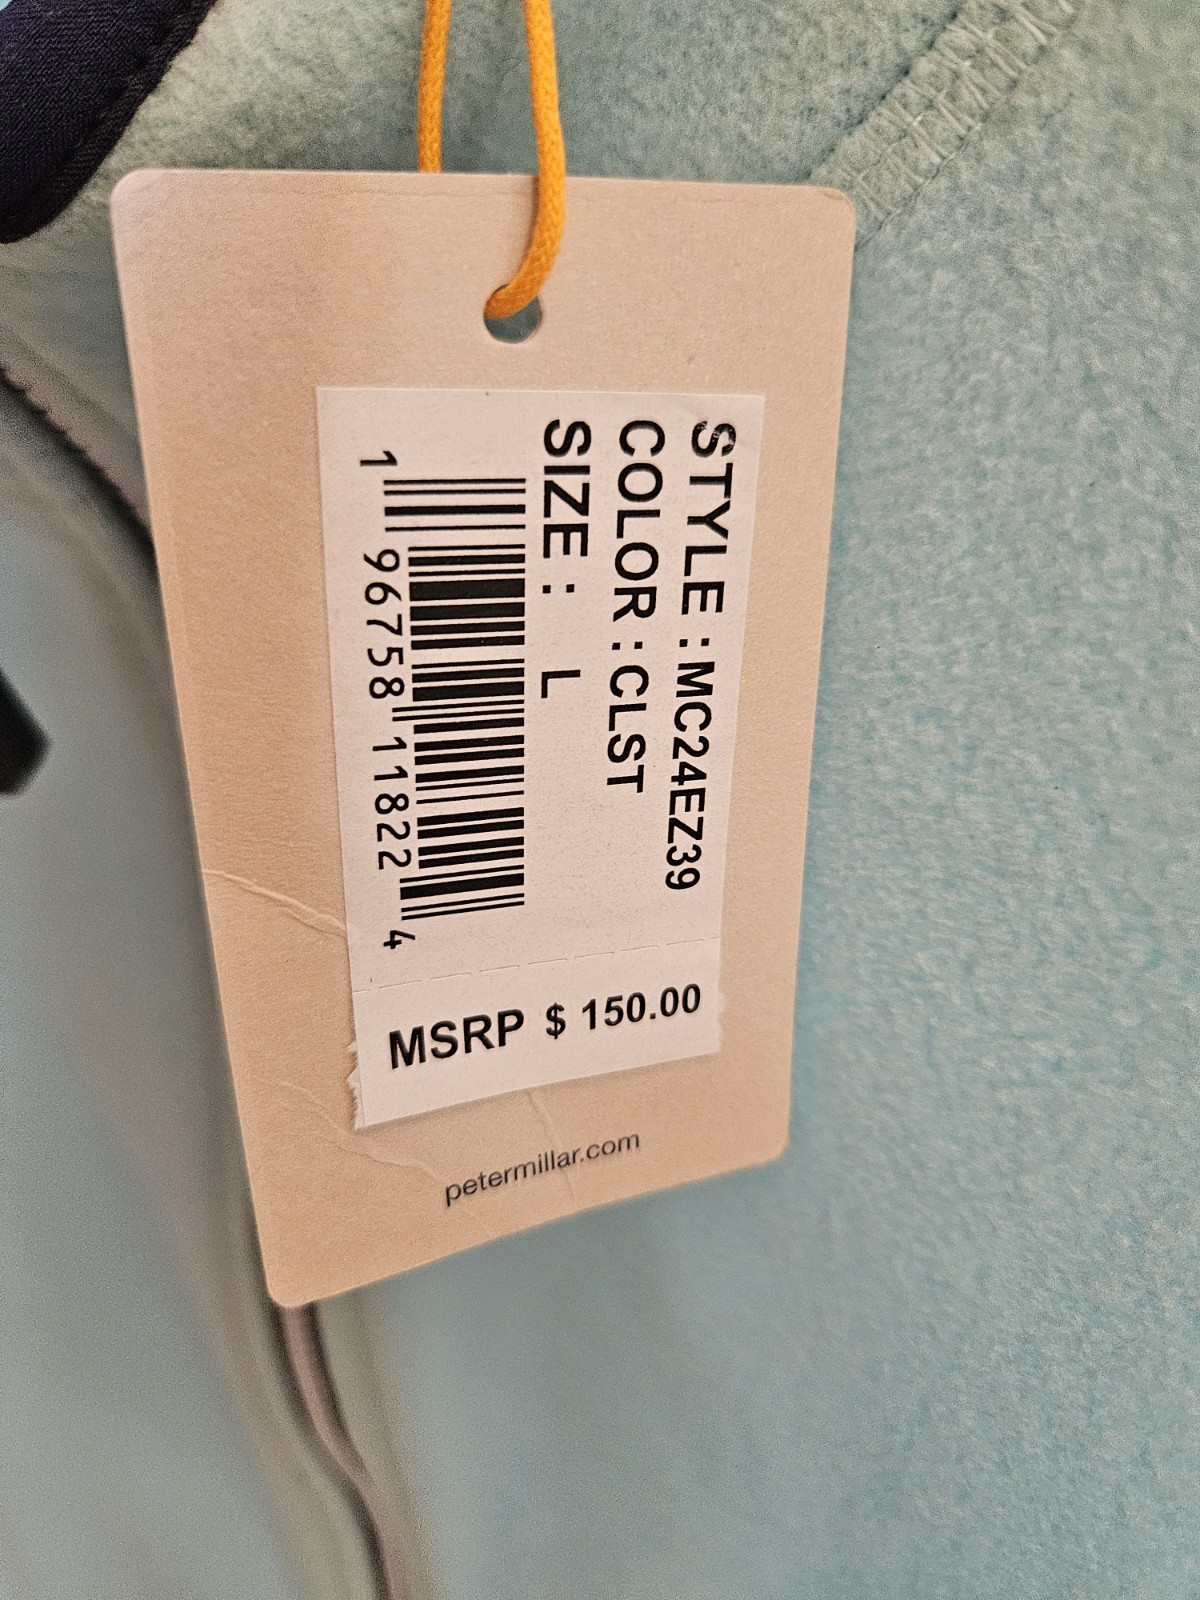 STYLE : MC24EZ39
COLOR : CLST
SIZE : L
1 96758 11822 4
MSRP $ 150.00
petermillar.com